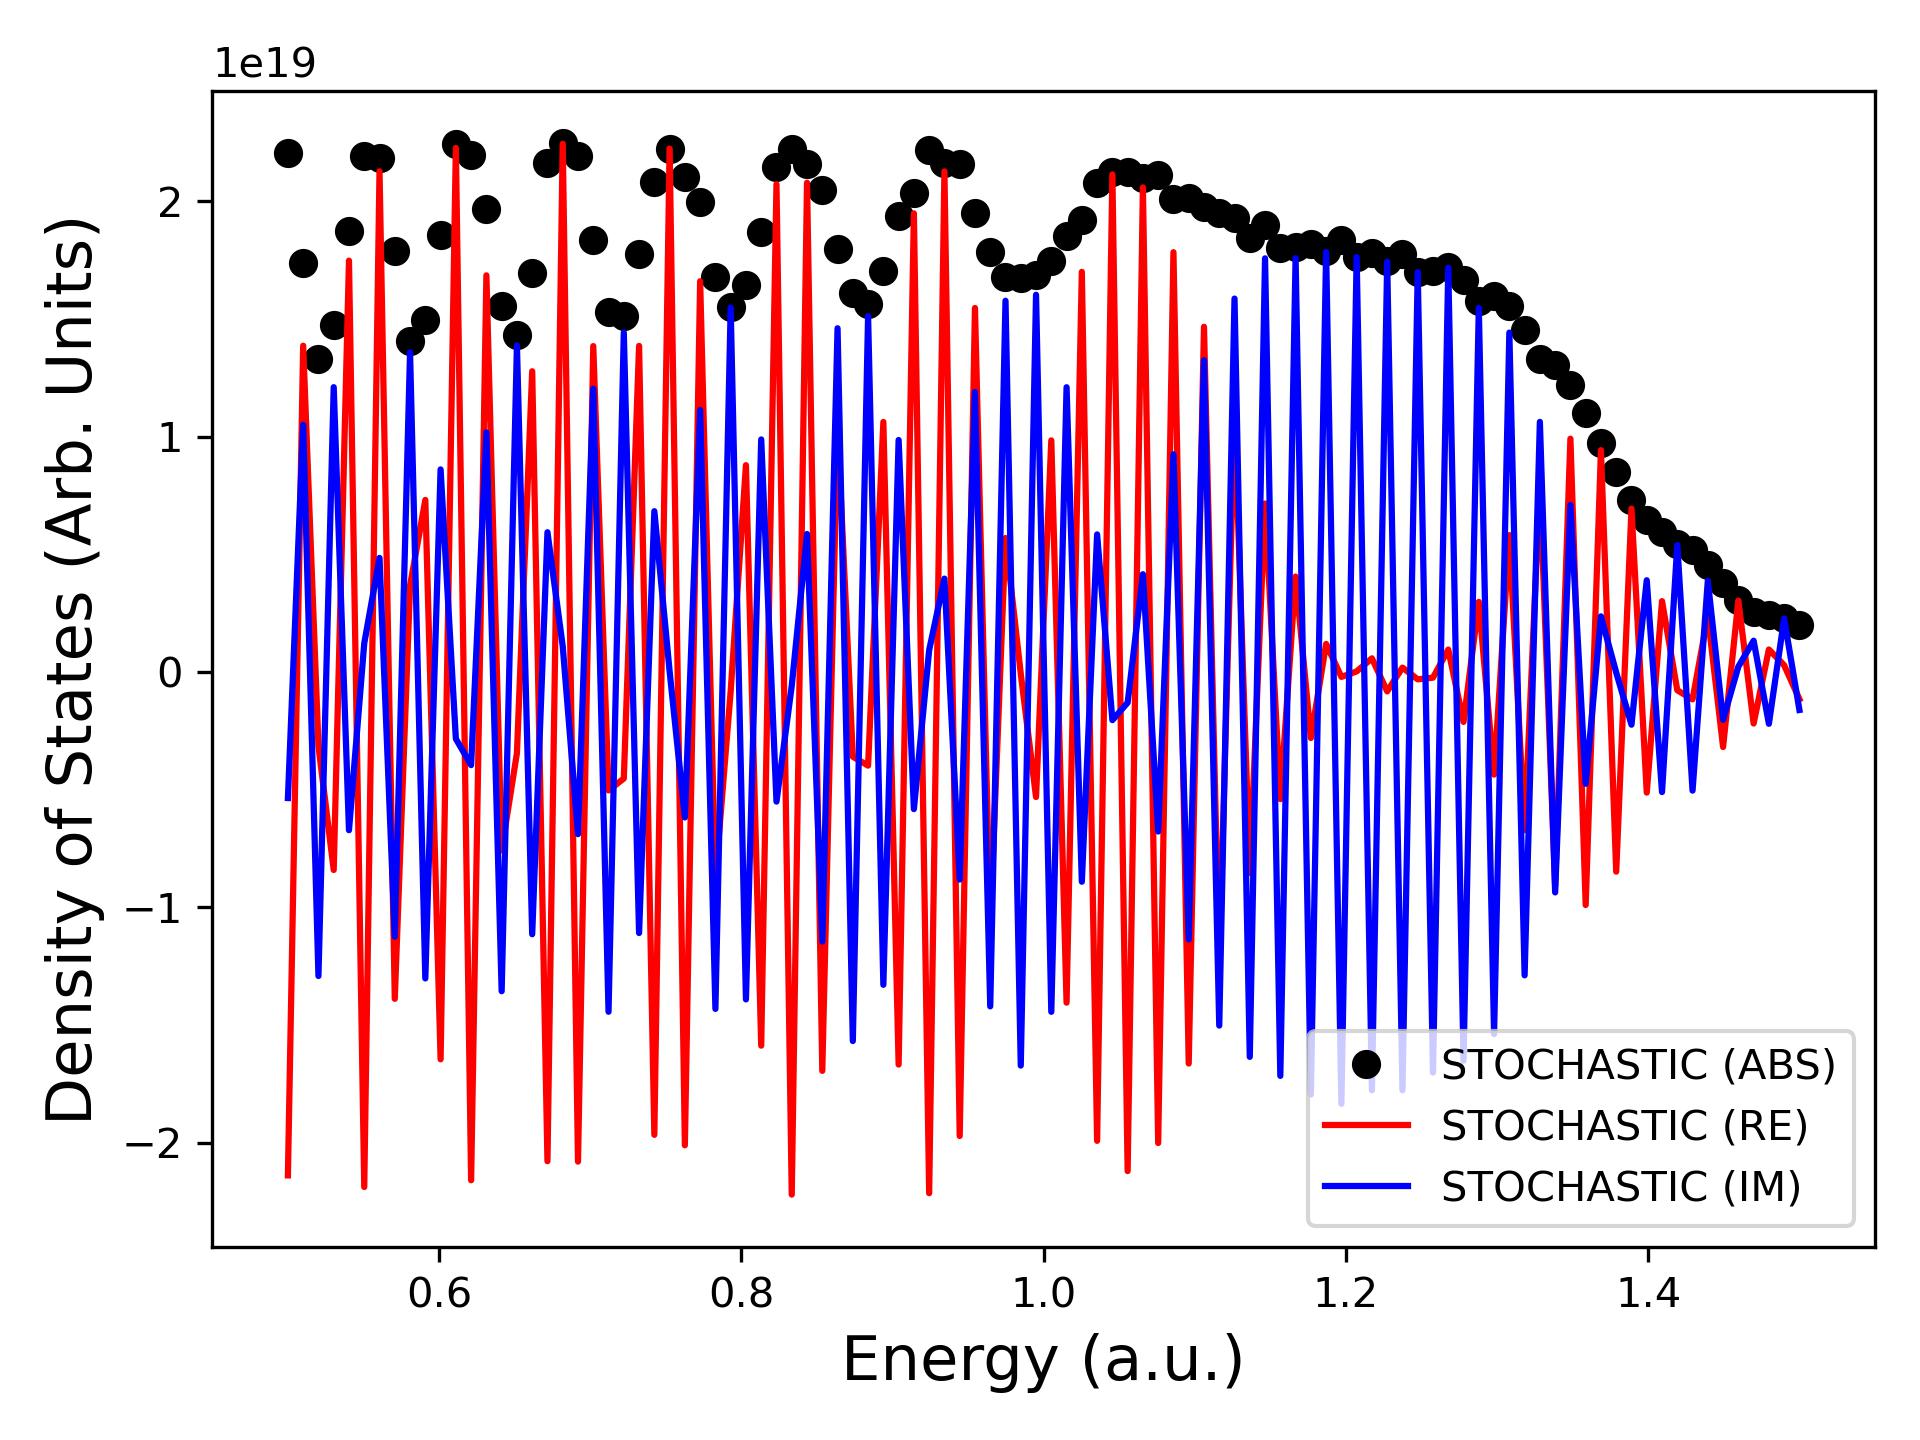 1e19
2
1
0
−1
−2
Density of States (Arb. Units)
STOCHASTIC (ABS)
STOCHASTIC (RE)
STOCHASTIC (IM)
0.6 0.8 1.0 1.2 1.4
Energy (a.u.)